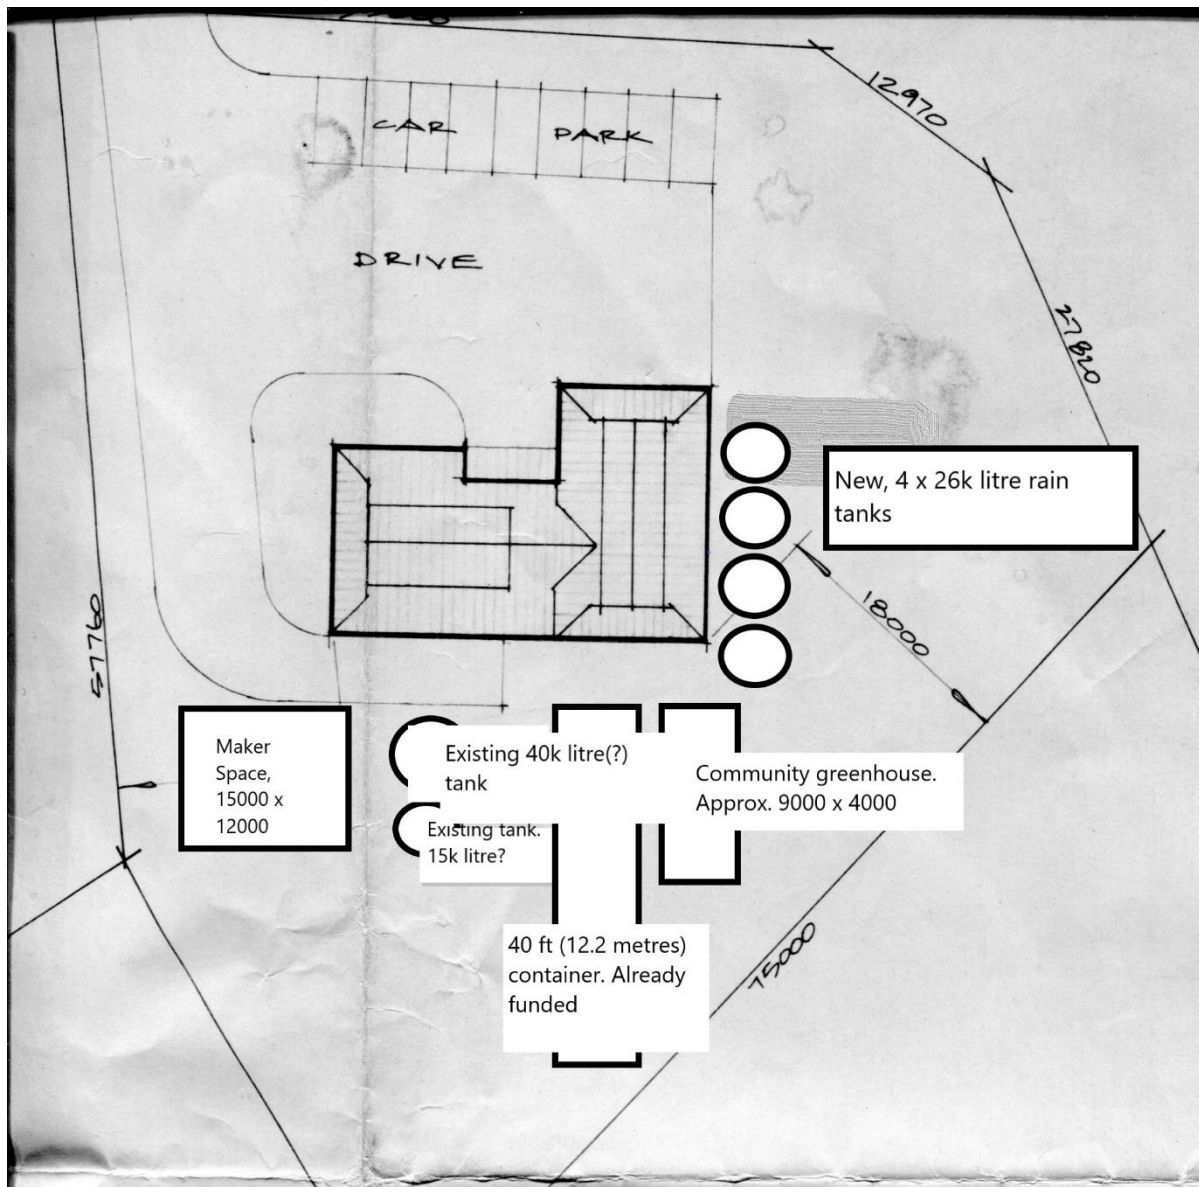 CAR PARK
12970
DRIVE
27820
New, 4 x 26k litre rain
tanks
18000
57760
Maker
Space,
15000 x
12000
Existing 40k litre(?)
tank
Community greenhouse.
Approx. 9000 x 4000
Existing tank.
15k litre?
40 ft (12.2 metres)
container. Already
funded
75000